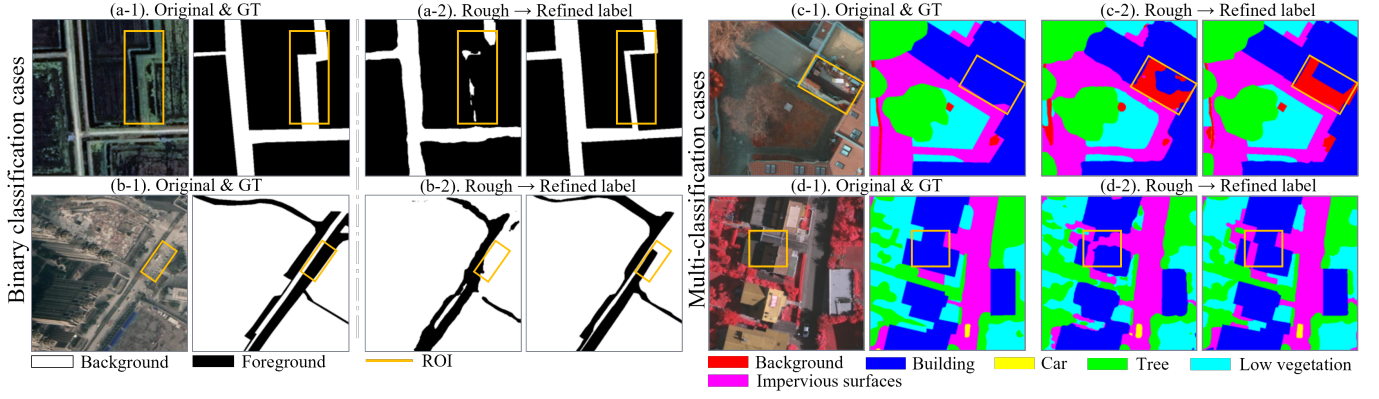 Binary classification cases
(a-1). Original & GT
(a-2). Rough → Refined label
(b-1). Original & GT
(b-2). Rough → Refined label
Background
Foreground
ROI
Multi-classification cases
(c-1). Original & GT
(c-2). Rough → Refined label
(d-1). Original & GT
(d-2). Rough → Refined label
Background
Building
Car
Tree
Low vegetation
Impervious surfaces